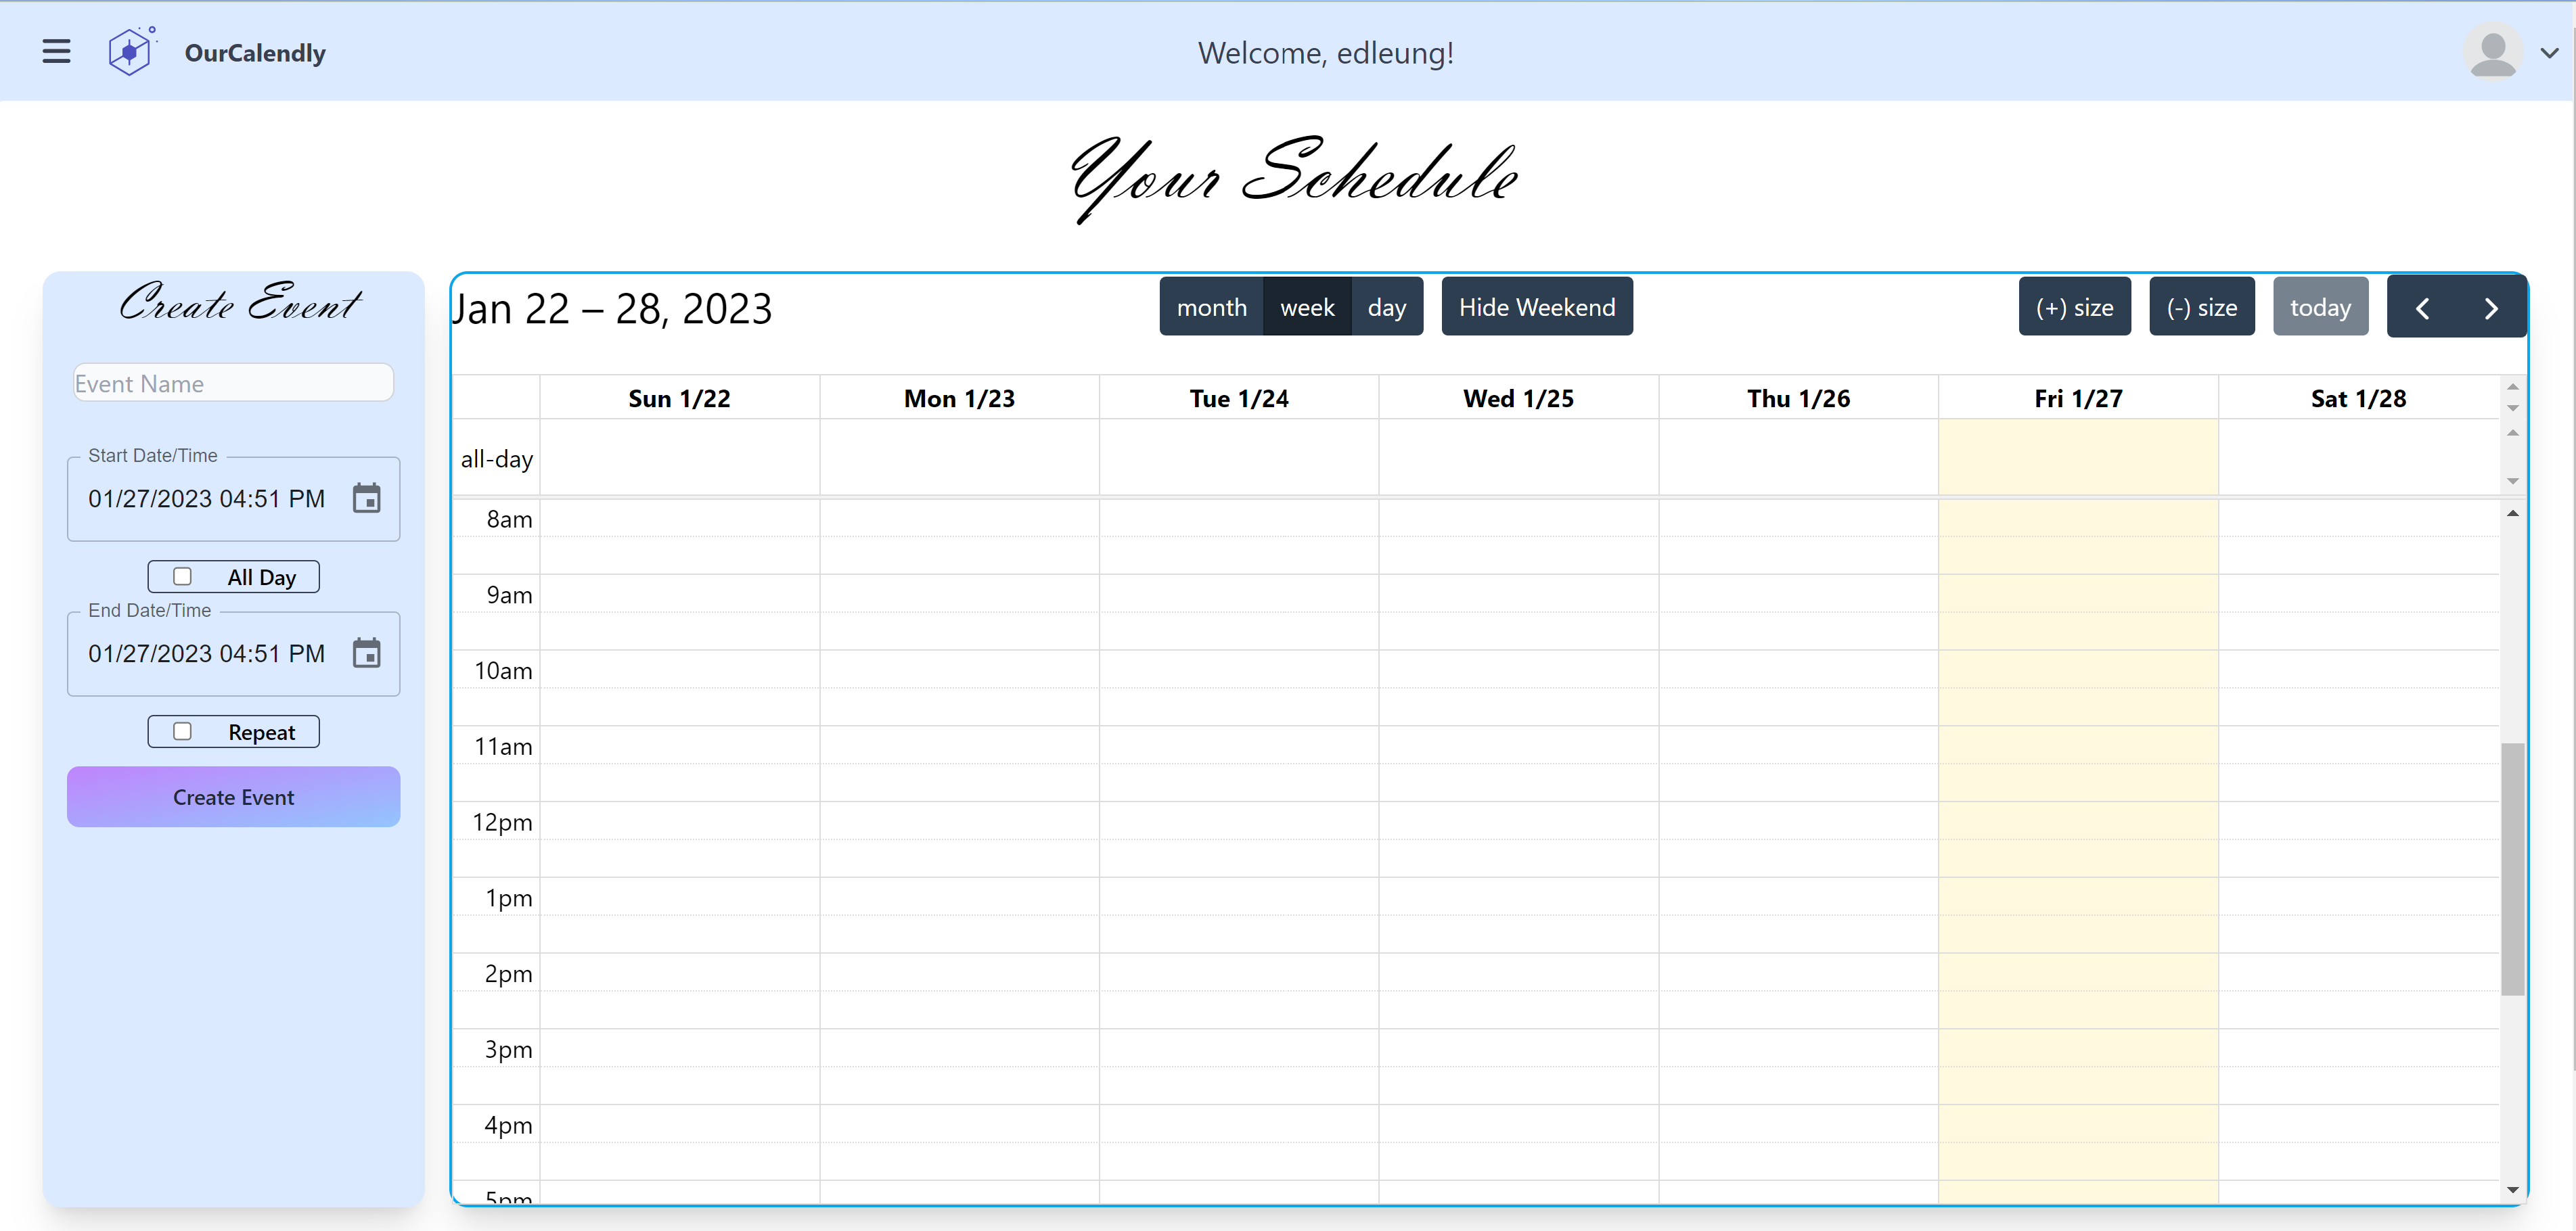 OurCalendly
Welcome, edleung!
Your Schedule
Create Event
Event Name
Start Date/Time
01/27/2023 04:51 PM
All Day
End Date/Time
01/27/2023 04:51 PM
Repeat
Create Event
Jan 22 – 28, 2023
month week day Hide Weekend (+) size (-) size today
Sun 1/22 Mon 1/23 Tue 1/24 Wed 1/25 Thu 1/26 Fri 1/27 Sat 1/28
all-day
8am
9am
10am
11am
12pm
1pm
2pm
3pm
4pm
5pm